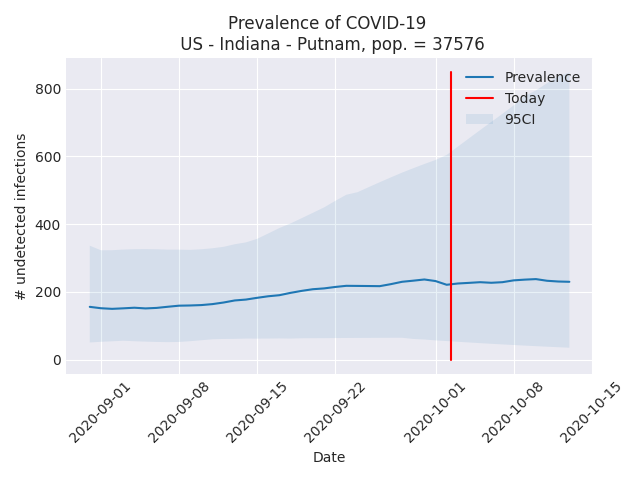 Prevalence of COVID-19
US - Indiana - Putnam, pop. = 37576
Prevalence
Today
95CI
# undetected infections
800
600
400
200
0
2020-09-01
2020-09-08
2020-09-15
2020-09-22
2020-10-01
2020-10-08
2020-10-15
Date